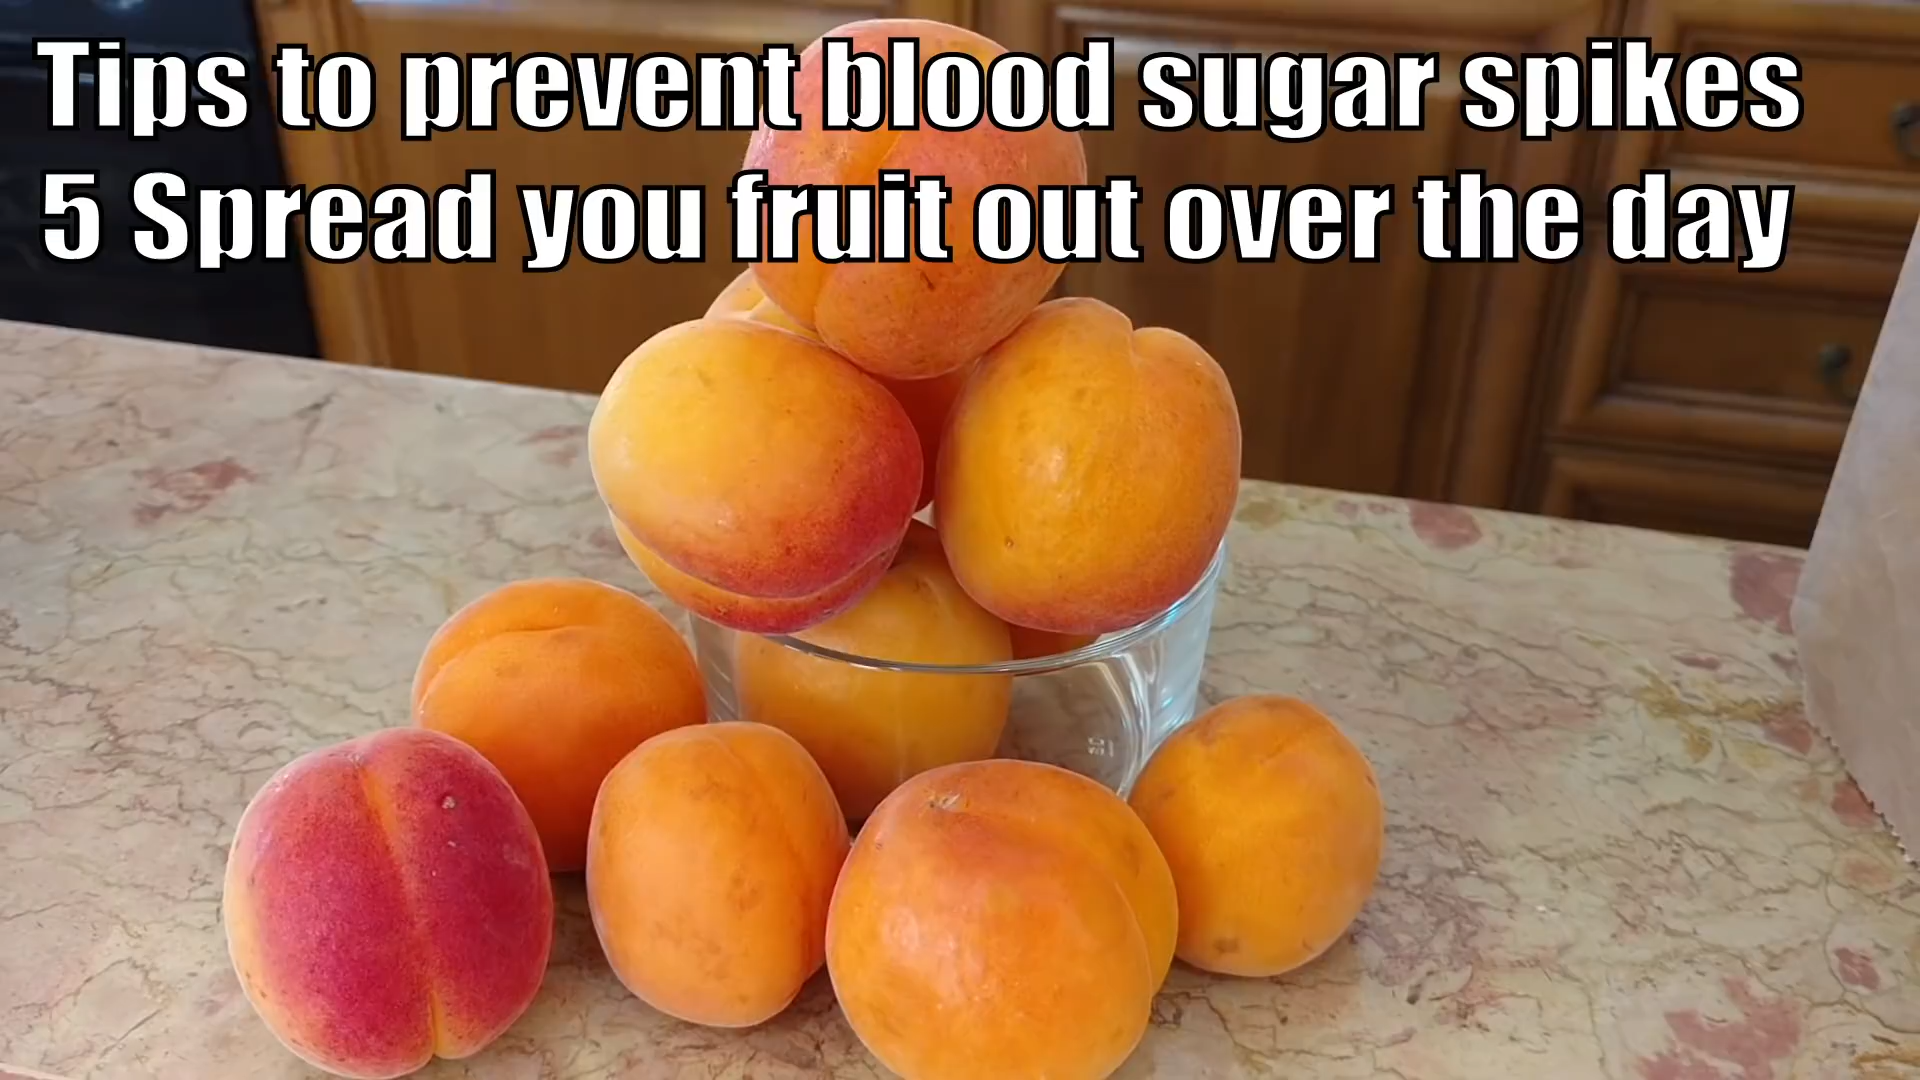 Tips to prevent blood sugar spikes
5 Spread you fruit out over the day